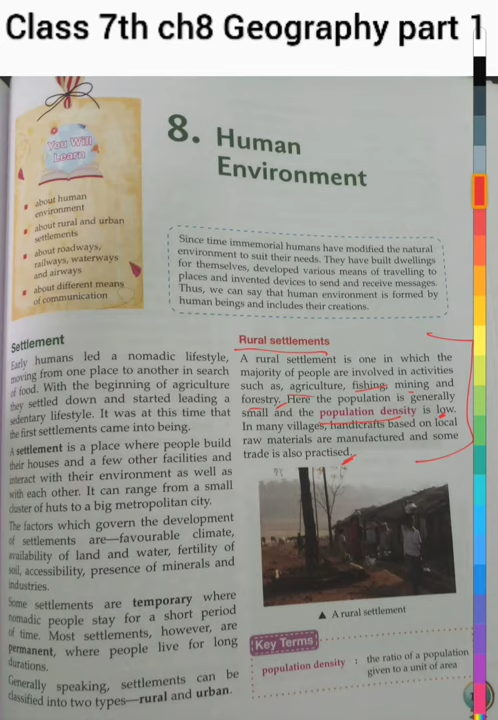 Class 7th ch8 Geography part 1
You Will
Learn
about human
environment
about rural and urban
settlements
about roadways,
railways, waterways
and airways
about different means
of communication
8. Human
Environment
Since time immemorial humans have modified the natural
environment to suit their needs. They have built dwellings
for themselves, developed various means of travelling to
places and invented devices to send and receive messages.
Thus, we can say that human environment is formed by
human beings and includes their creations.
Settlement
Early humans led a nomadic lifestyle,
moving from one place to another in search
of food. With the beginning of agriculture
they settled down and started leading a
sedentary lifestyle. It was at this time that
the first settlements came into being.
A settlement is a place where people build
their houses and a few other facilities and
interact with their environment as well as
with each other. It can range from a small
cluster of huts to a big metropolitan city.
The factors which govern the development
of settlements are—favourable climate,
availability of land and water, fertility of
soil, accessibility, presence of minerals and
industries.
Some settlements are temporary where
nomadic people stay for a short period
of time. Most settlements, however, are
permanent, where people live for long
durations.
Generally speaking, settlements can be
classified into two types—rural and urban.
Rural settlements
A rural settlement is one in which the
majority of people are involved in activities
such as, agriculture, fishing, mining and
forestry. Here the population is generally
small and the population density is low.
In many villages, handcrafts based on local
raw materials are manufactured and some
trade is also practised.
▲ A rural settlement
Key Terms
population density : the ratio of a population
given to a unit of area